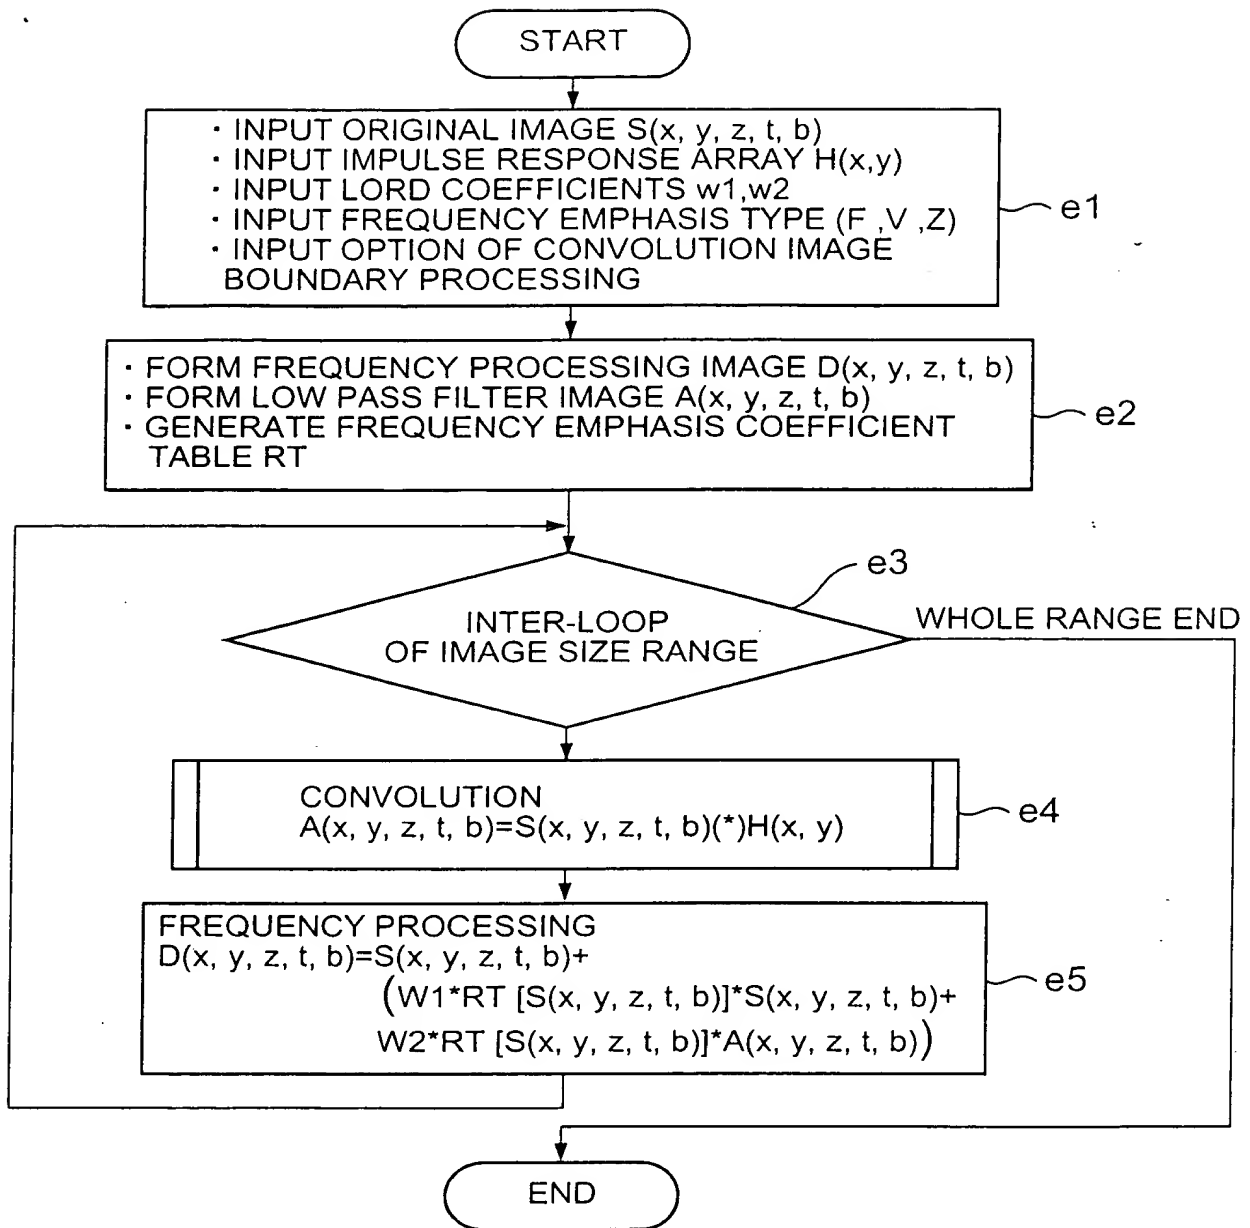 START
· INPUT ORIGINAL IMAGE S(x, y, z, t, b)
· INPUT IMPULSE RESPONSE ARRAY H(x,y)
· INPUT LORD COEFFICIENTS w1,w2
· INPUT FREQUENCY EMPHASIS TYPE (F ,V ,Z)
· INPUT OPTION OF CONVOLUTION IMAGE
BOUNDARY PROCESSING
e1
· FORM FREQUENCY PROCESSING IMAGE D(x, y, z, t, b)
· FORM LOW PASS FILTER IMAGE A(x, y, z, t, b)
· GENERATE FREQUENCY EMPHASIS COEFFICIENT
TABLE RT
e2
e3
INTER-LOOP
OF IMAGE SIZE RANGE
WHOLE RANGE END
CONVOLUTION
A(x, y, z, t, b)=S(x, y, z, t, b)(*)H(x, y)
e4
FREQUENCY PROCESSING
D(x, y, z, t, b)=S(x, y, z, t, b)+
(W1*RT [S(x, y, z, t, b)]*S(x, y, z, t, b)+
W2*RT [S(x, y, z, t, b)]*A(x, y, z, t, b))
e5
END